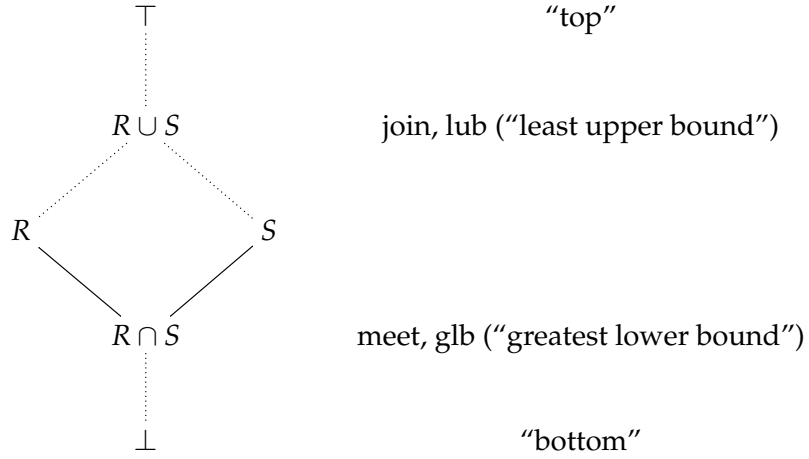 ⊤ “top”
R ∪ S join, lub (“least upper bound”)
R S
R ∩ S meet, glb (“greatest lower bound”)
⊥ “bottom”